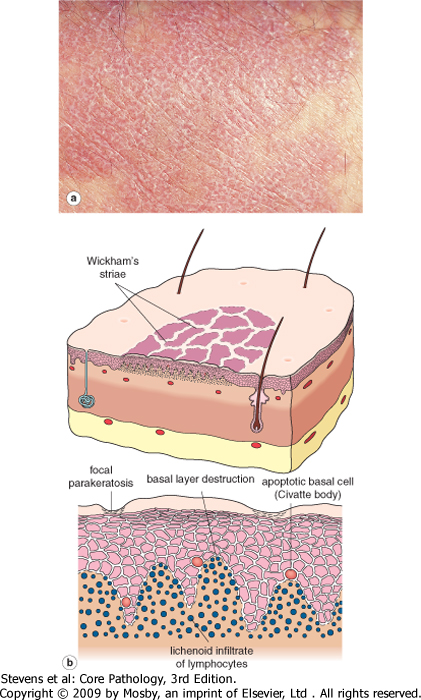 a
Wickham's
striae
focal
parakeratosis
basal layer destruction
apoptotic basal cell
(Civatte body)
lichenoid infiltrate
of lymphocytes
b
Stevens et al: Core Pathology, 3rd Edition.
Copyright © 2009 by Mosby, an imprint of Elsevier, Ltd . All rights reserved.